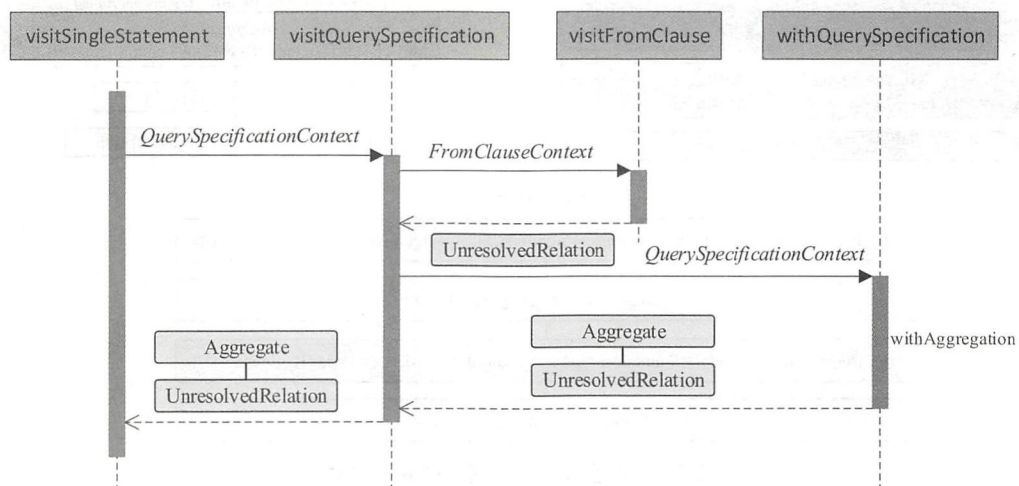 visitSingleStatement
visitQuerySpecification
visitFromClause
withQuerySpecification
QuerySpecificationContext
FromClauseContext
UnresolvedRelation
QuerySpecificationContext
Aggregate
UnresolvedRelation
Aggregate
UnresolvedRelation
withAggregation